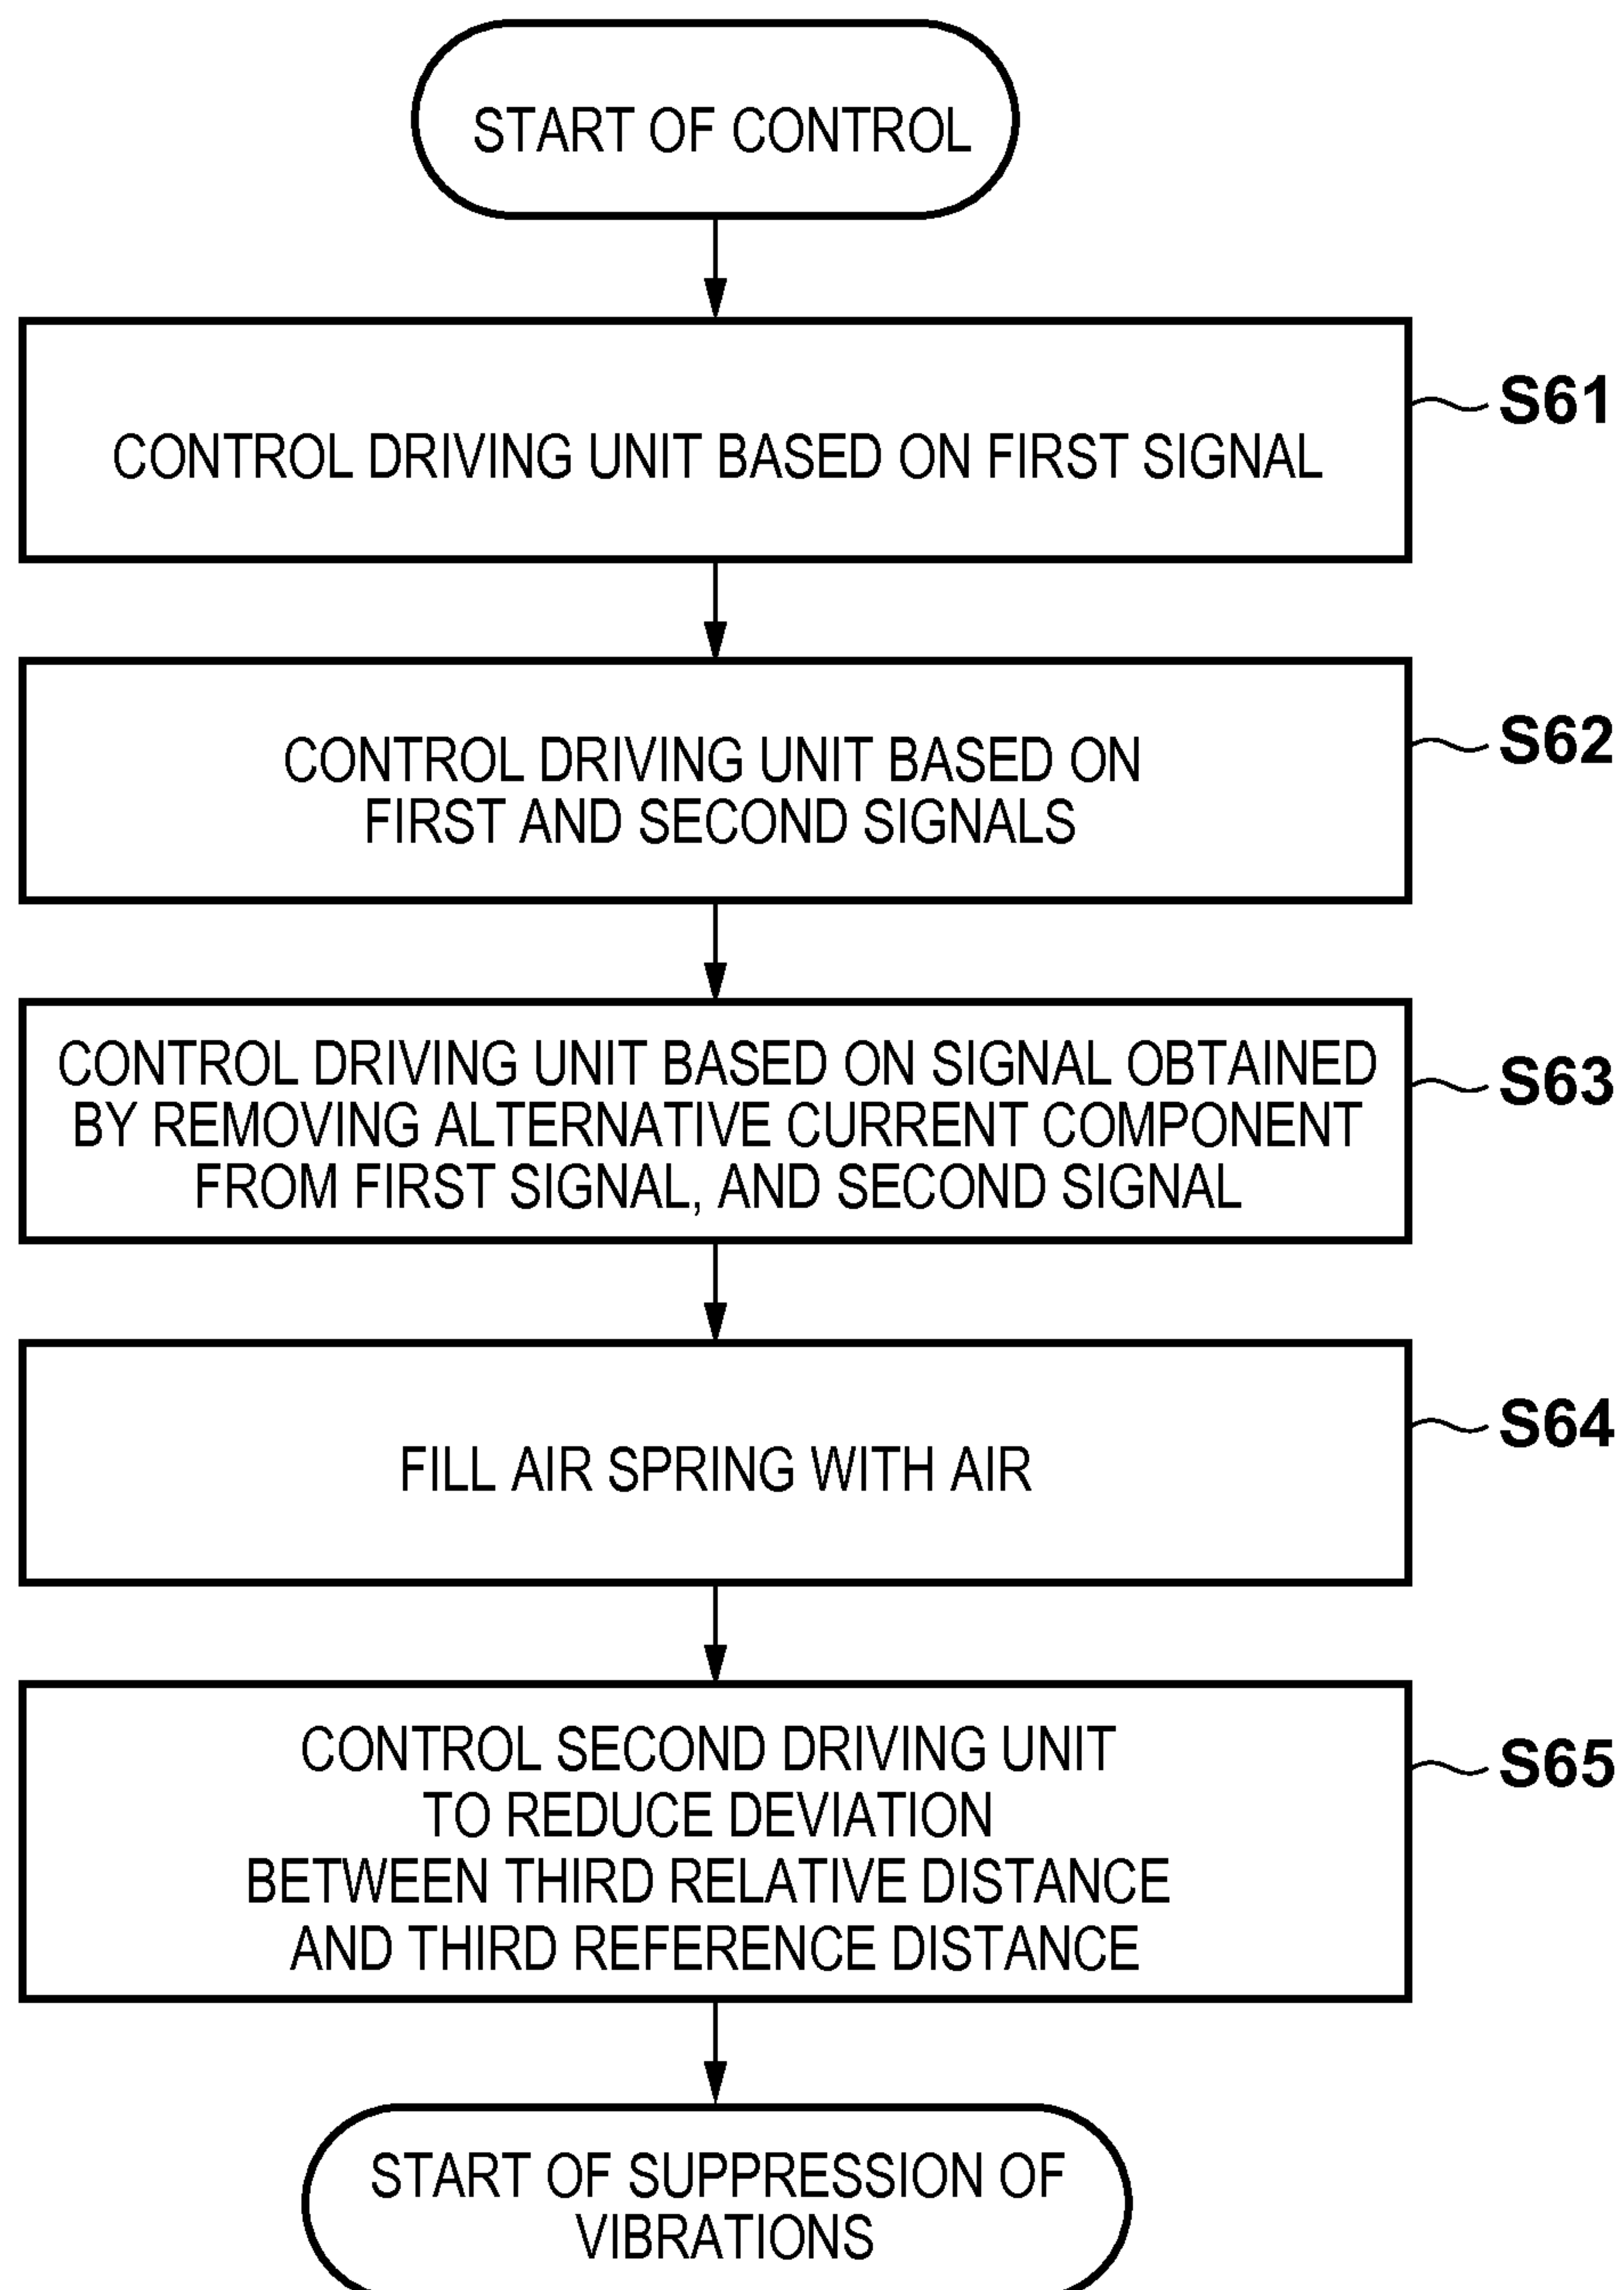 START OF CONTROL
CONTROL DRIVING UNIT BASED ON FIRST SIGNAL
S61
CONTROL DRIVING UNIT BASED ON
FIRST AND SECOND SIGNALS
S62
CONTROL DRIVING UNIT BASED ON SIGNAL OBTAINED
BY REMOVING ALTERNATIVE CURRENT COMPONENT
FROM FIRST SIGNAL, AND SECOND SIGNAL
S63
FILL AIR SPRING WITH AIR
S64
CONTROL SECOND DRIVING UNIT
TO REDUCE DEVIATION
BETWEEN THIRD RELATIVE DISTANCE
AND THIRD REFERENCE DISTANCE
S65
START OF SUPPRESSION OF
VIBRATIONS